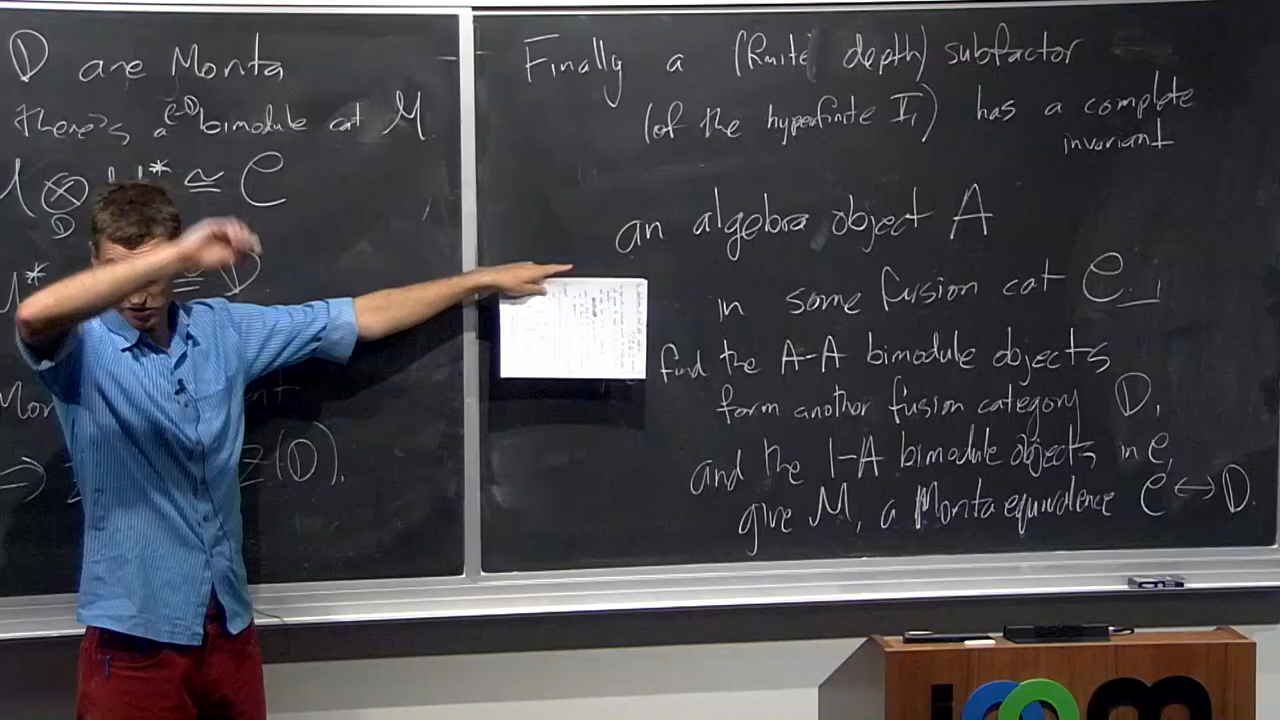 D are Morita
there's a C-D bimodule cat M
M ⊗_D M* ≅ C
≅ D
Mor
⇒ Z(D).
Finally a (finite depth) subfactor
(of the hyperfinite II₁) has a complete
invariant
an algebra object A
in some fusion cat C
find the A-A bimodule objects
form another fusion category D,
and the 1-A bimodule objects in C,
give M, a Morita equivalence C ↔ D.